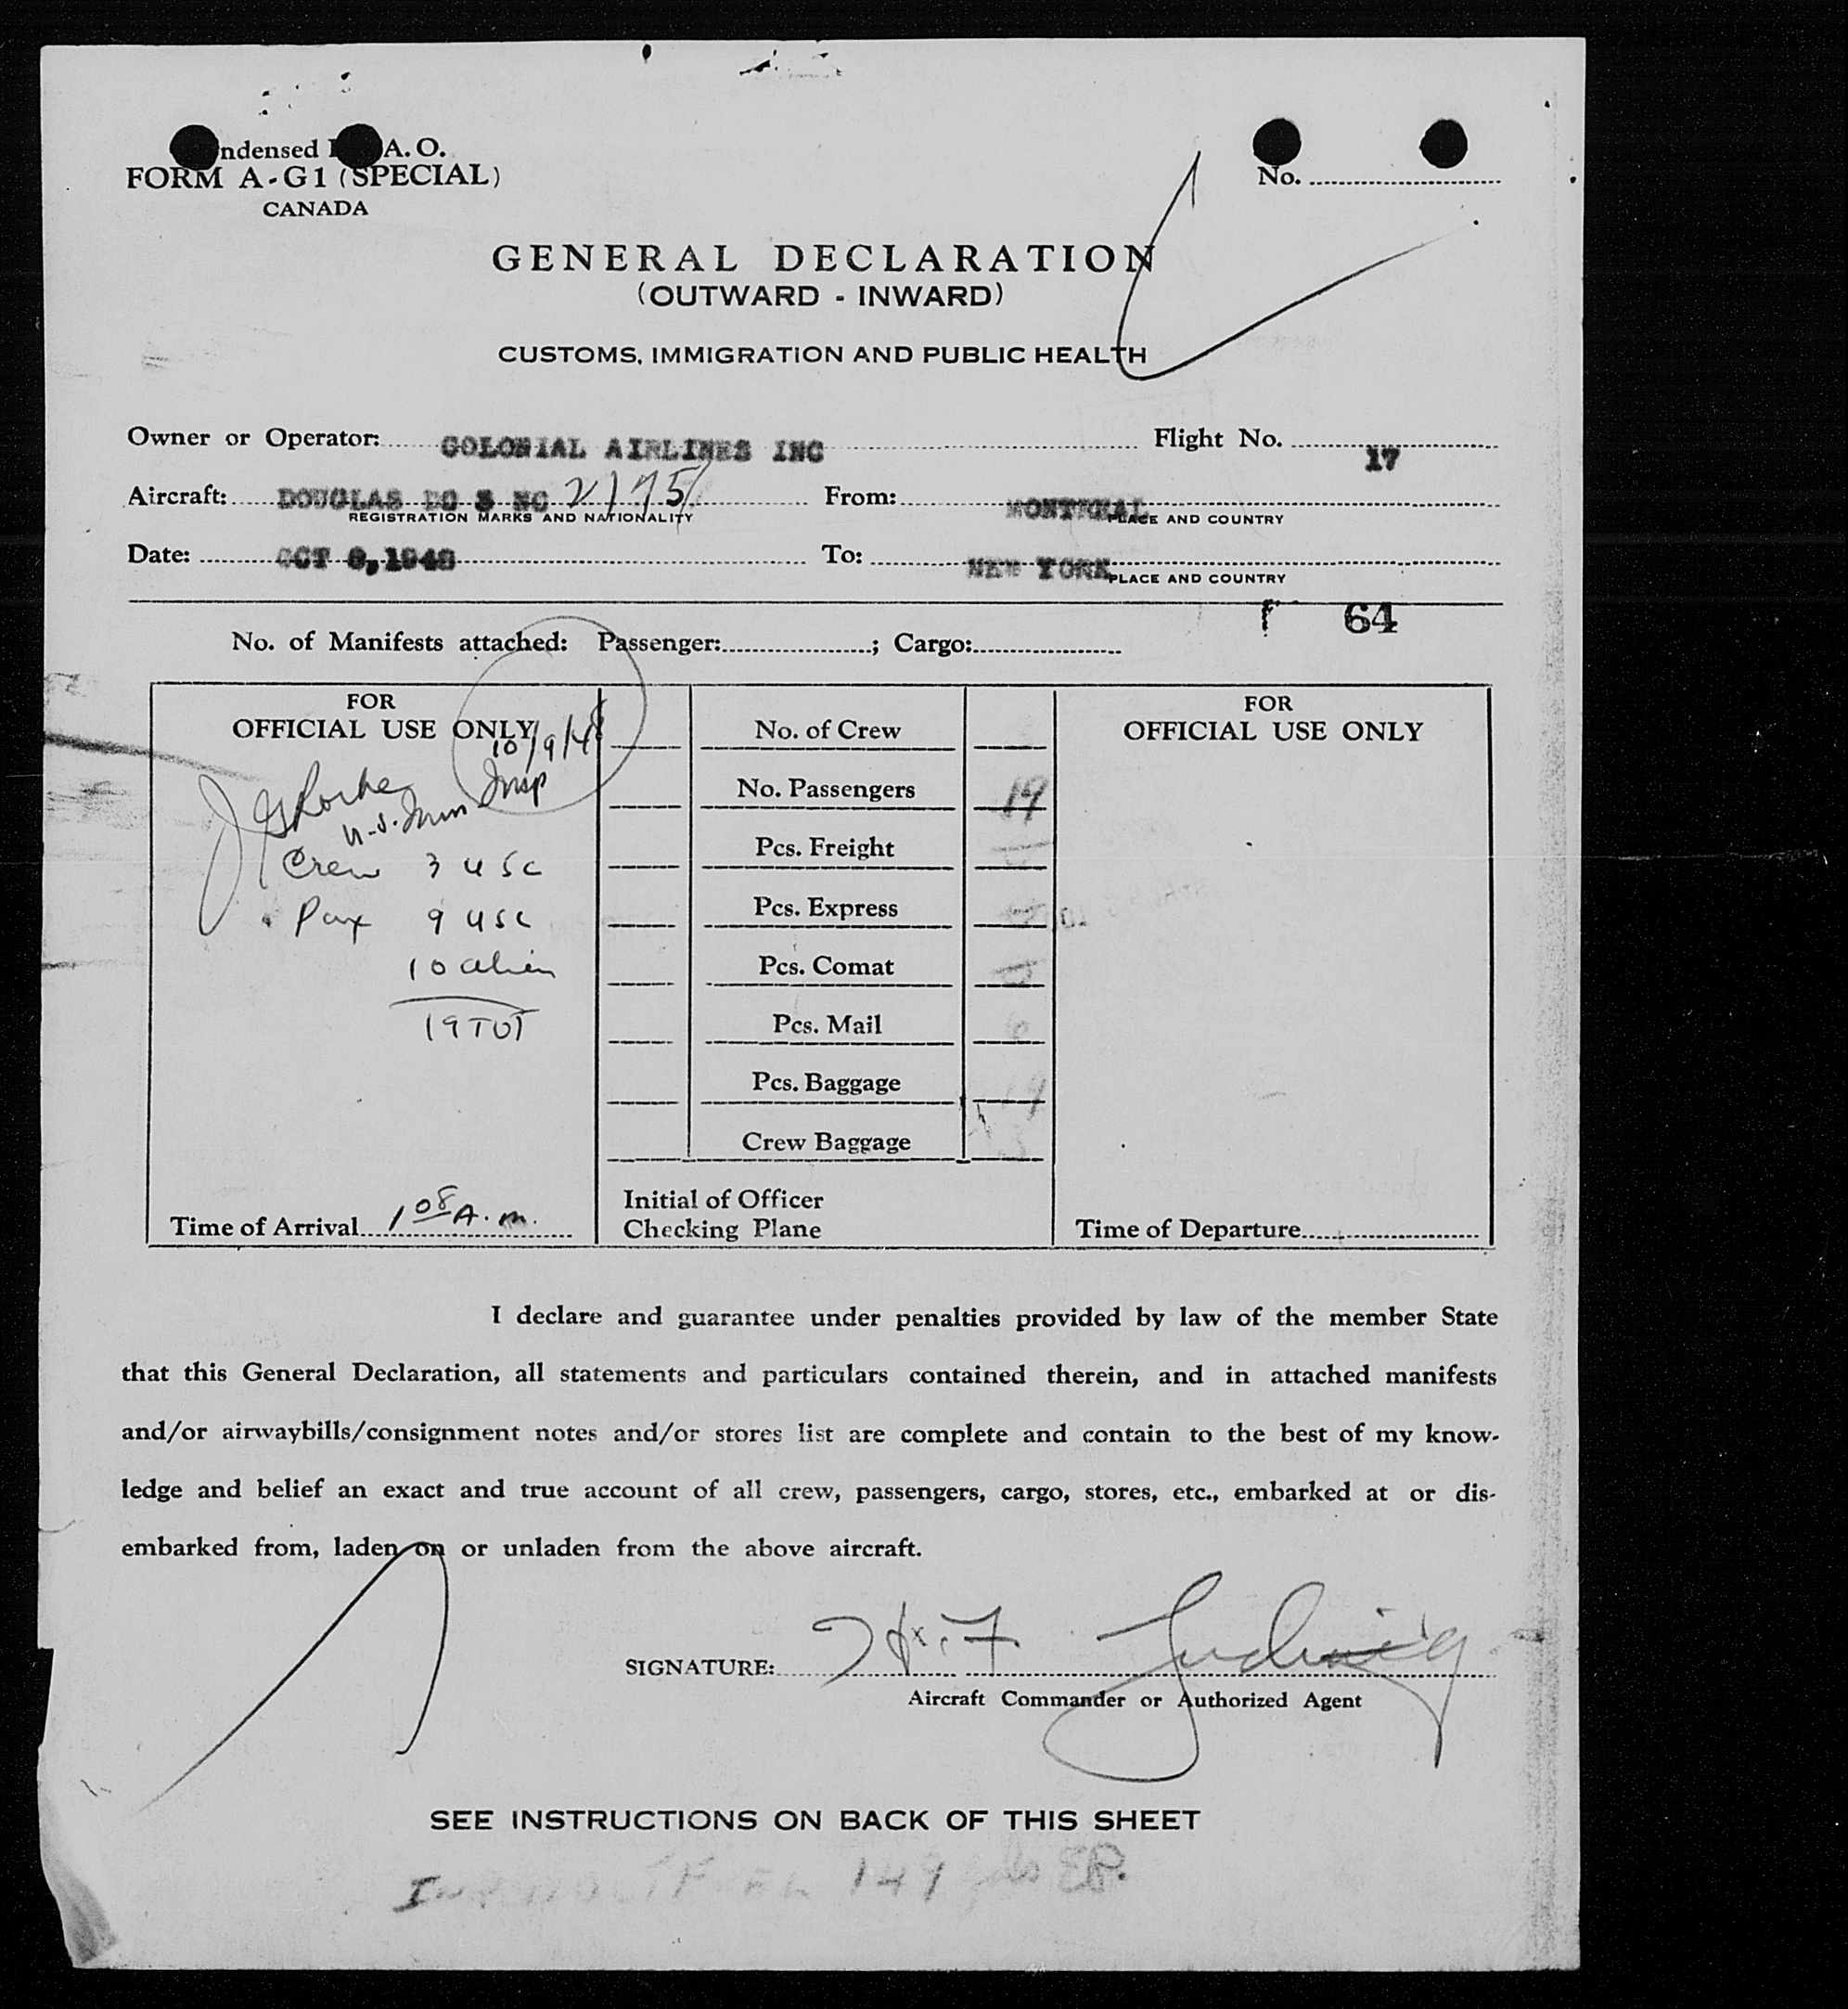 ndensed A. O.
FORM A-G1 (SPECIAL)
CANADA
No.
GENERAL DECLARATION
(OUTWARD - INWARD)
CUSTOMS, IMMIGRATION AND PUBLIC HEALTH
Owner or Operator: COLONIAL AIRLINES INC Flight No. 17
Aircraft: DOUGLAS DC 3 NC 21751 From: MONTREAL
REGISTRATION MARKS AND NATIONALITY PLACE AND COUNTRY
Date: OCT 8, 1948 To: NEW YORK
PLACE AND COUNTRY
64
No. of Manifests attached: Passenger: ; Cargo:
FOR
OFFICIAL USE ONLY
10/9/48
Insp
U.S. Imm
Crew 3 USC
Pax 9 USC
10 alien
19 TOT
Time of Arrival 1 08 A.m.
No. of Crew
No. Passengers 19
Pcs. Freight
Pcs. Express
Pcs. Comat
Pcs. Mail
Pcs. Baggage
Crew Baggage
Initial of Officer
Checking Plane
FOR
OFFICIAL USE ONLY
Time of Departure
I declare and guarantee under penalties provided by law of the member State
that this General Declaration, all statements and particulars contained therein, and in attached manifests
and/or airwaybills/consignment notes and/or stores list are complete and contain to the best of my know-
ledge and belief an exact and true account of all crew, passengers, cargo, stores, etc., embarked at or dis-
embarked from, laden on or unladen from the above aircraft.
SIGNATURE: Ludwig
Aircraft Commander or Authorized Agent
SEE INSTRUCTIONS ON BACK OF THIS SHEET
149